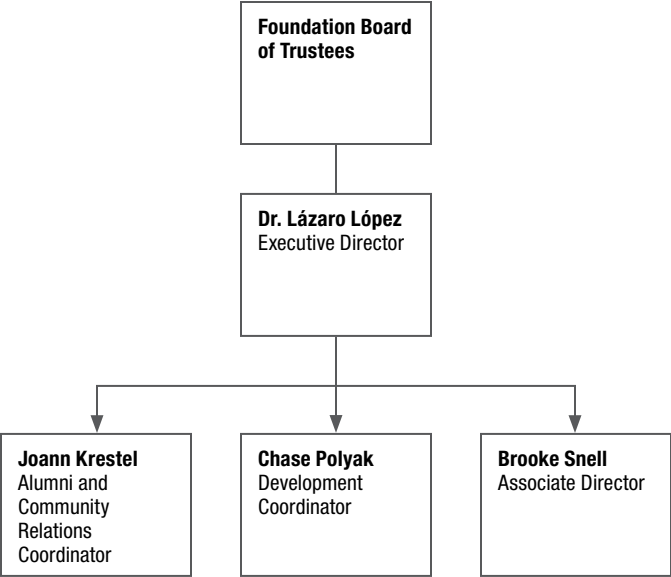 Foundation Board
of Trustees
Dr. Lázaro López
Executive Director
Joann Krestel
Alumni and
Community
Relations
Coordinator
Chase Polyak
Development
Coordinator
Brooke Snell
Associate Director